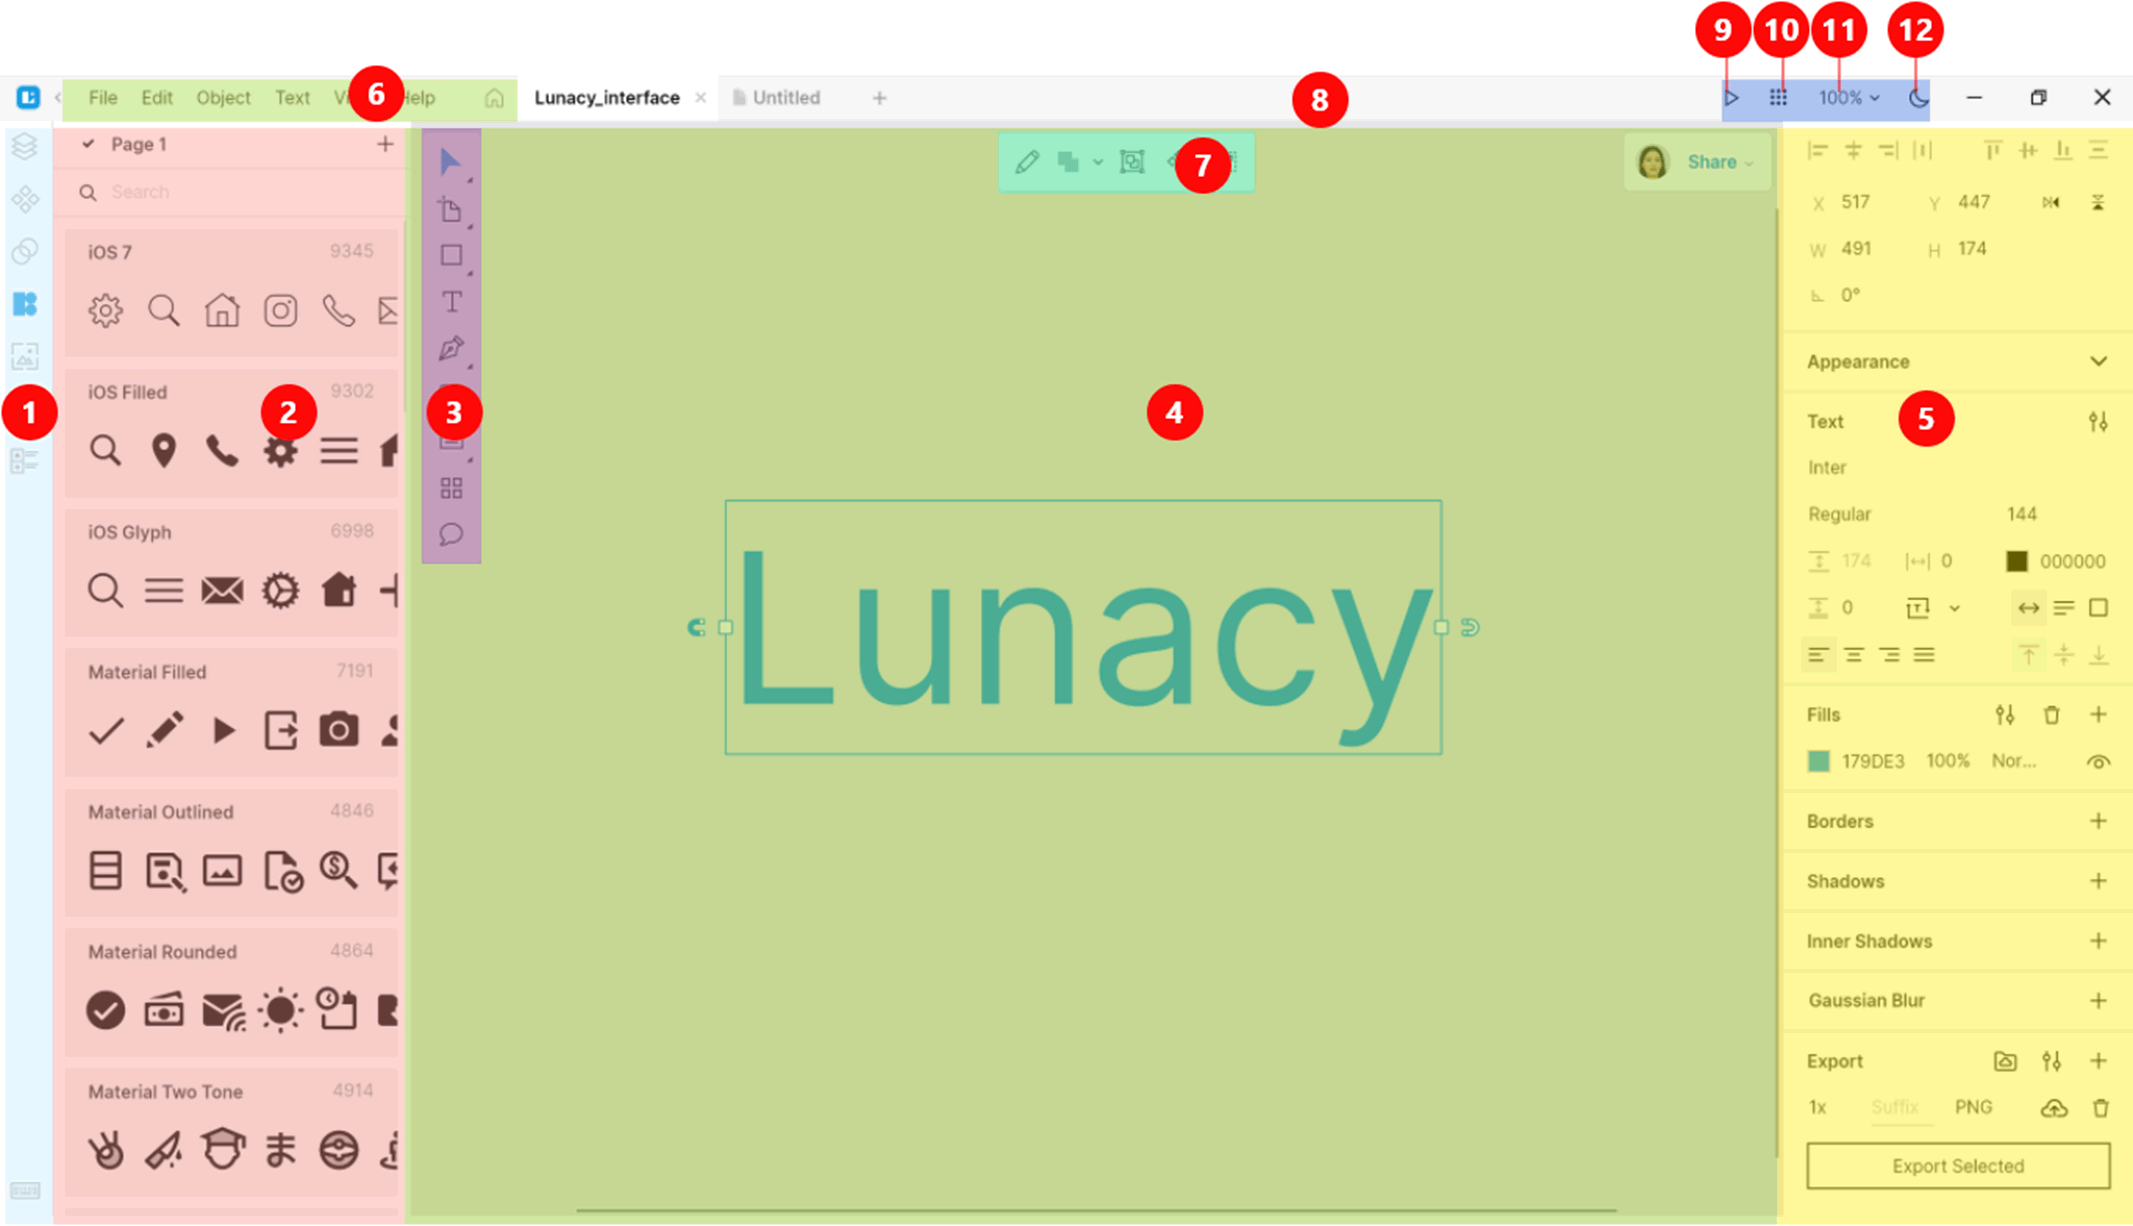 9 10 11 12
File Edit Object Text 6 Help Lunacy_interface Untitled 8 100%
Page 1
Search
7
Share
iOS 7 9345
iOS Filled 9302
1 2 3 4 5
iOS Glyph 6998
Material Filled 7191
Material Outlined 4846
Material Rounded 4864
Material Two Tone 4914
Lunacy
X 517 Y 447
W 491 H 174
0°
Appearance
Text
Inter
Regular 144
174 0 000000
0
Fills
179DE3 100% Nor...
Borders
Shadows
Inner Shadows
Gaussian Blur
Export
1x Suffix PNG
Export Selected